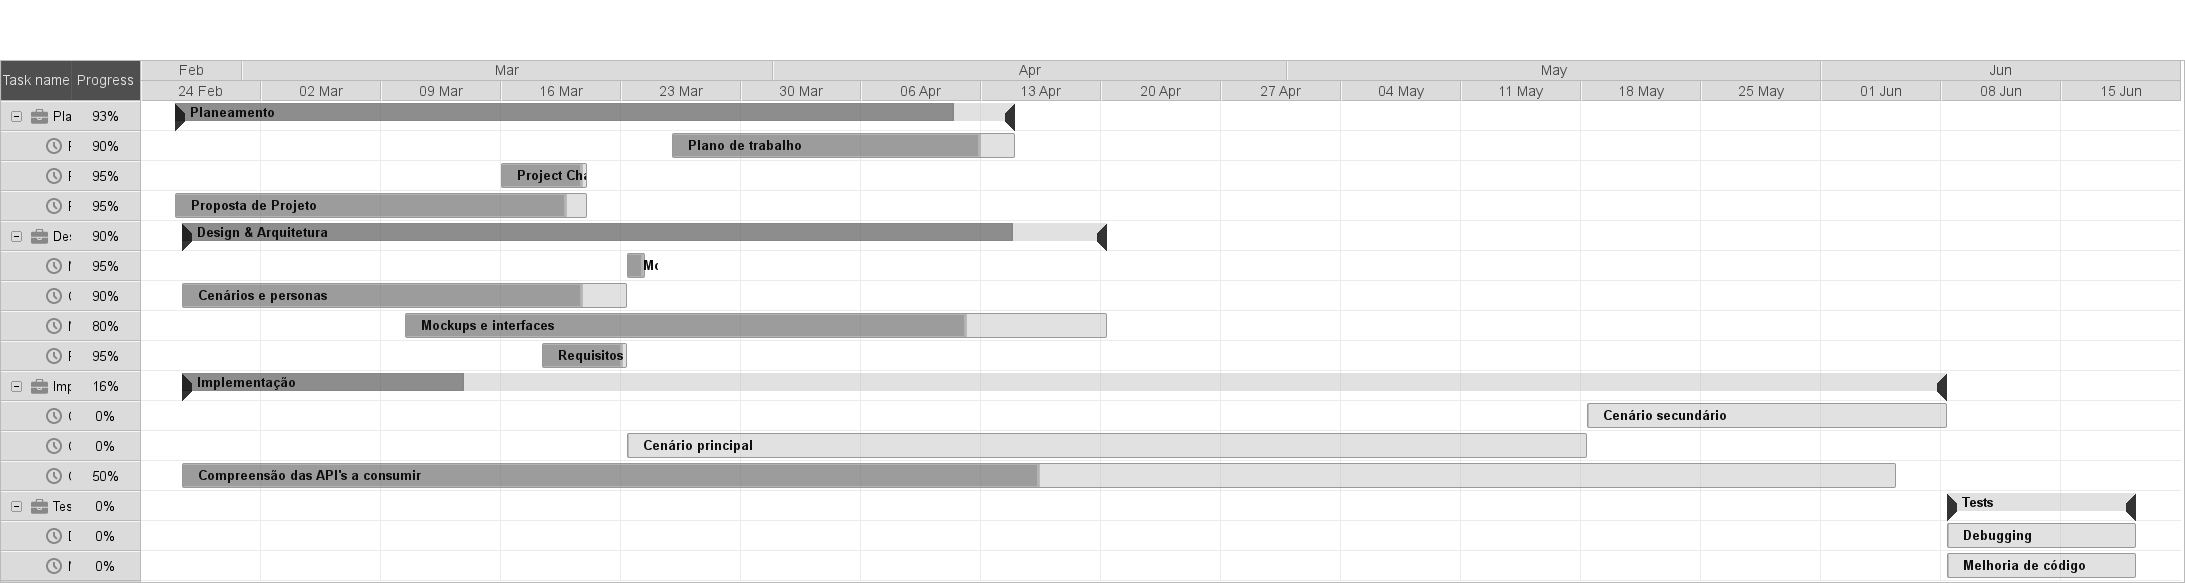 Task name Progress Feb Mar Apr May Jun
24 Feb 02 Mar 09 Mar 16 Mar 23 Mar 30 Mar 06 Apr 13 Apr 20 Apr 27 Apr 04 May 11 May 18 May 25 May 01 Jun 08 Jun 15 Jun
Pla 93% Planeamento
90% Plano de trabalho
95% Project Cha
95% Proposta de Projeto
Des 90% Design & Arquitetura
95% Mo
90% Cenários e personas
80% Mockups e interfaces
95% Requisitos
Imp 16% Implementação
0% Cenário secundário
0% Cenário principal
50% Compreensão das API's a consumir
Tes 0% Tests
0% Debugging
0% Melhoria de código